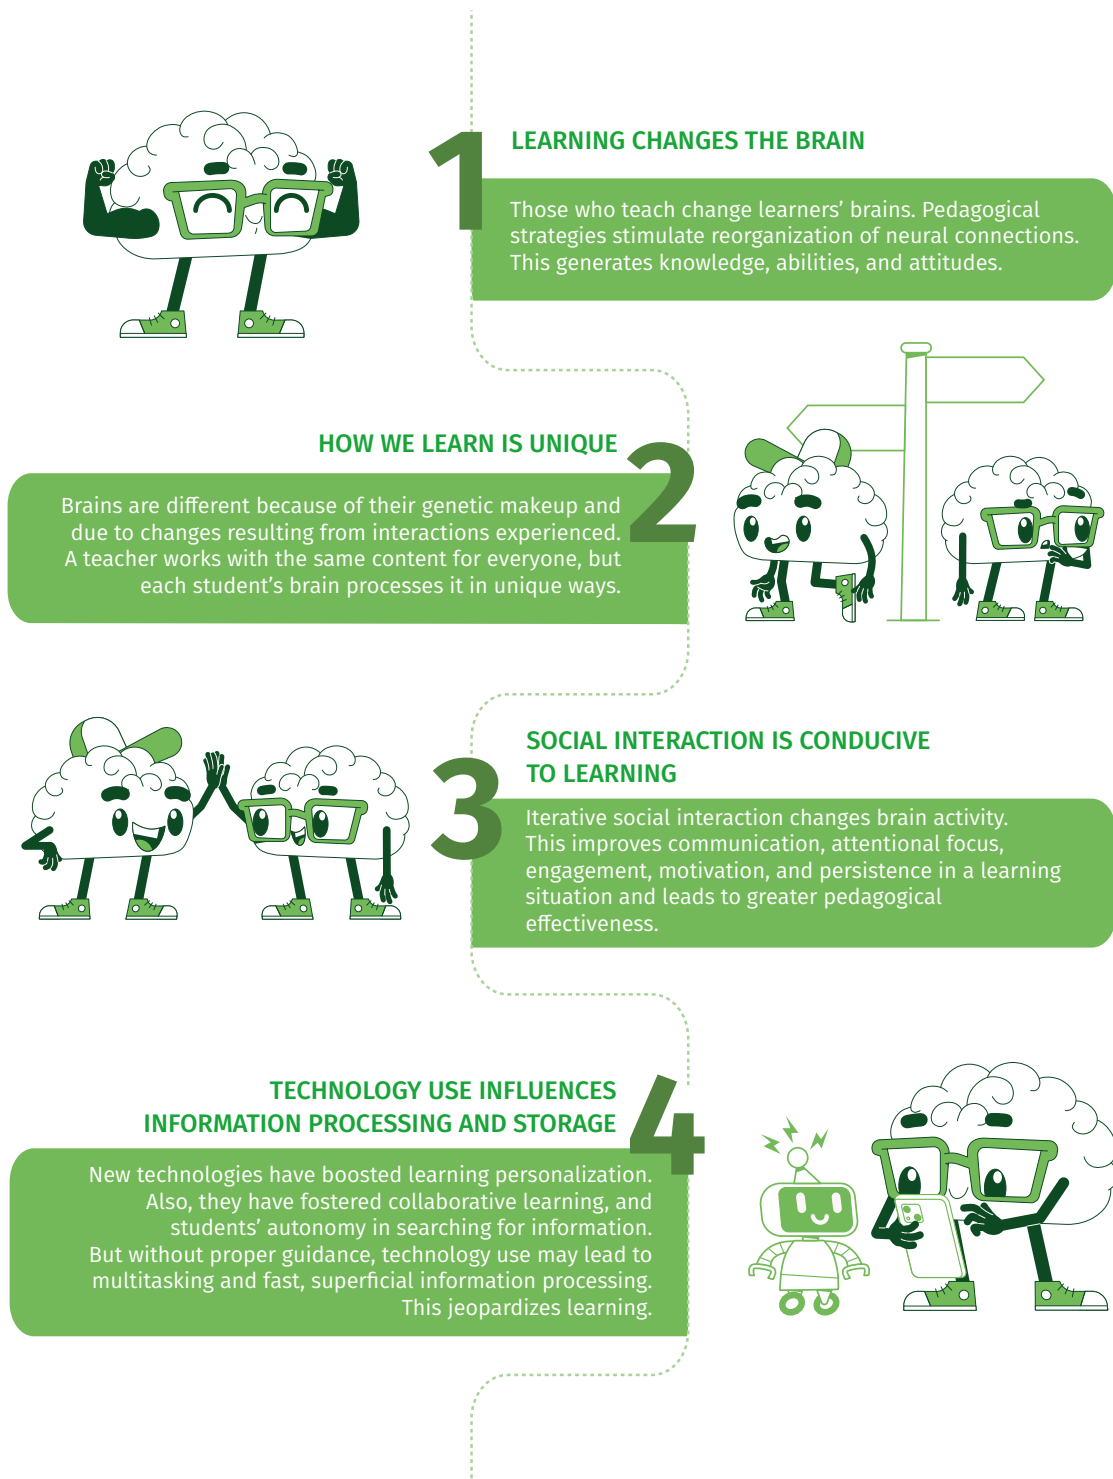 1
LEARNING CHANGES THE BRAIN
Those who teach change learners’ brains. Pedagogical
strategies stimulate reorganization of neural connections.
This generates knowledge, abilities, and attitudes.
2
HOW WE LEARN IS UNIQUE
Brains are different because of their genetic makeup and
due to changes resulting from interactions experienced.
A teacher works with the same content for everyone, but
each student’s brain processes it in unique ways.
3
SOCIAL INTERACTION IS CONDUCIVE
TO LEARNING
Iterative social interaction changes brain activity.
This improves communication, attentional focus,
engagement, motivation, and persistence in a learning
situation and leads to greater pedagogical
effectiveness.
4
TECHNOLOGY USE INFLUENCES
INFORMATION PROCESSING AND STORAGE
New technologies have boosted learning personalization.
Also, they have fostered collaborative learning, and
students’ autonomy in searching for information.
But without proper guidance, technology use may lead to
multitasking and fast, superficial information processing.
This jeopardizes learning.